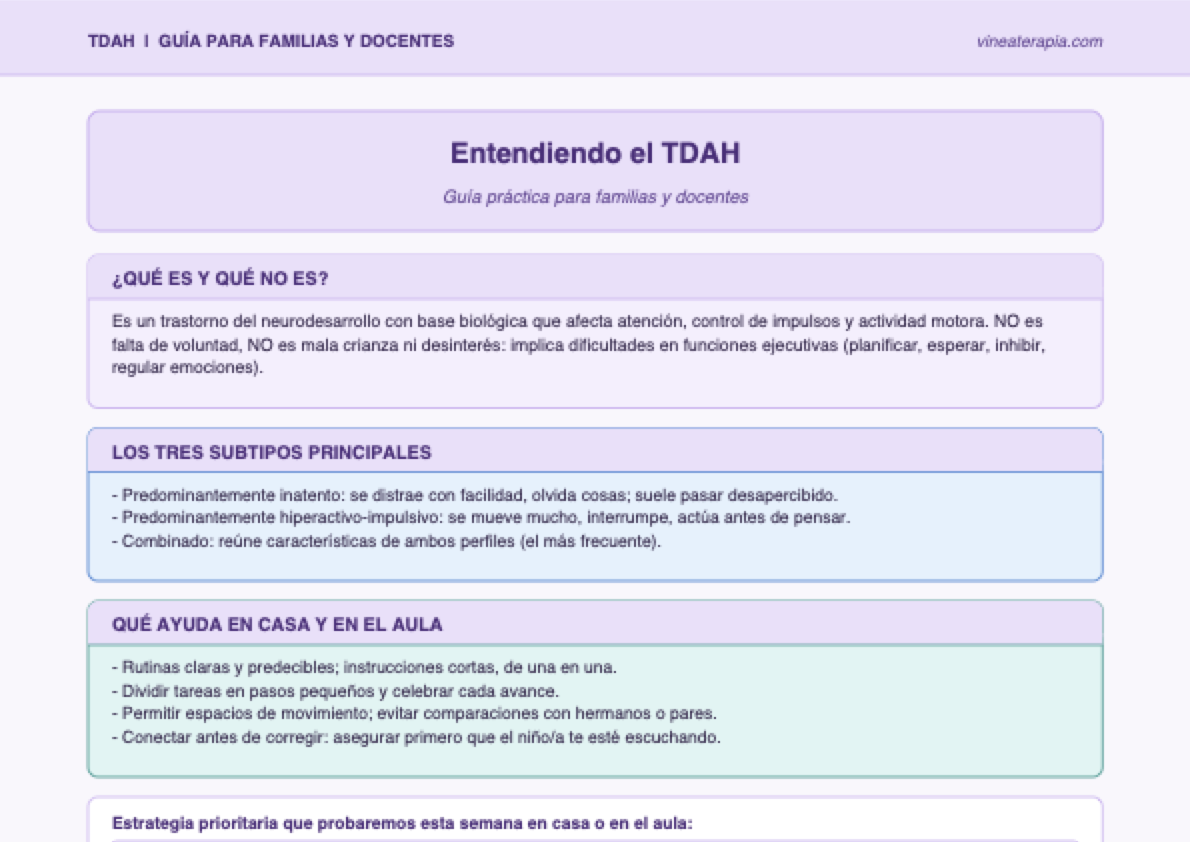 TDAH | GUÍA PARA FAMILIAS Y DOCENTES
vineaterapia.com
Entendiendo el TDAH
Guía práctica para familias y docentes
¿QUÉ ES Y QUÉ NO ES?
Es un trastorno del neurodesarrollo con base biológica que afecta atención, control de impulsos y actividad motora. NO es
falta de voluntad, NO es mala crianza ni desinterés: implica dificultades en funciones ejecutivas (planificar, esperar, inhibir,
regular emociones).
LOS TRES SUBTIPOS PRINCIPALES
- Predominantemente inatento: se distrae con facilidad, olvida cosas; suele pasar desapercibido.
- Predominantemente hiperactivo-impulsivo: se mueve mucho, interrumpe, actúa antes de pensar.
- Combinado: reúne características de ambos perfiles (el más frecuente).
QUÉ AYUDA EN CASA Y EN EL AULA
- Rutinas claras y predecibles; instrucciones cortas, de una en una.
- Dividir tareas en pasos pequeños y celebrar cada avance.
- Permitir espacios de movimiento; evitar comparaciones con hermanos o pares.
- Conectar antes de corregir: asegurar primero que el niño/a te esté escuchando.
Estrategia prioritaria que probaremos esta semana en casa o en el aula: